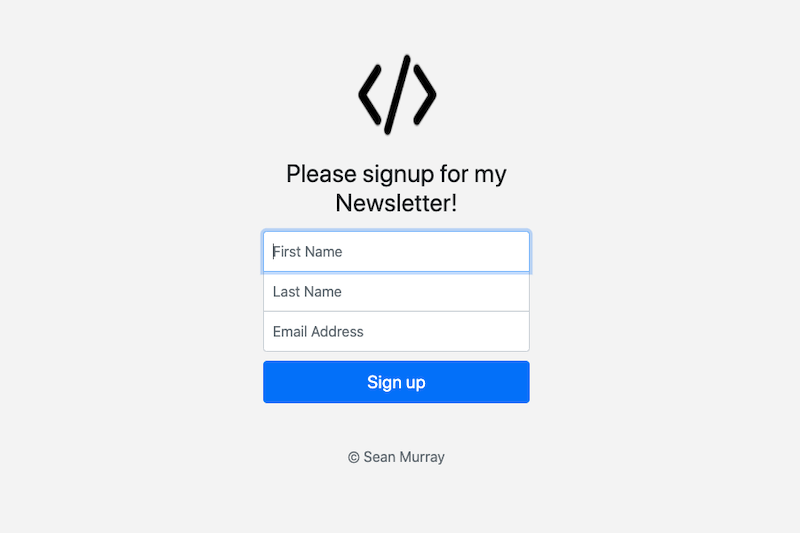 Please signup for my
Newsletter!
First Name
Last Name
Email Address
Sign up
© Sean Murray